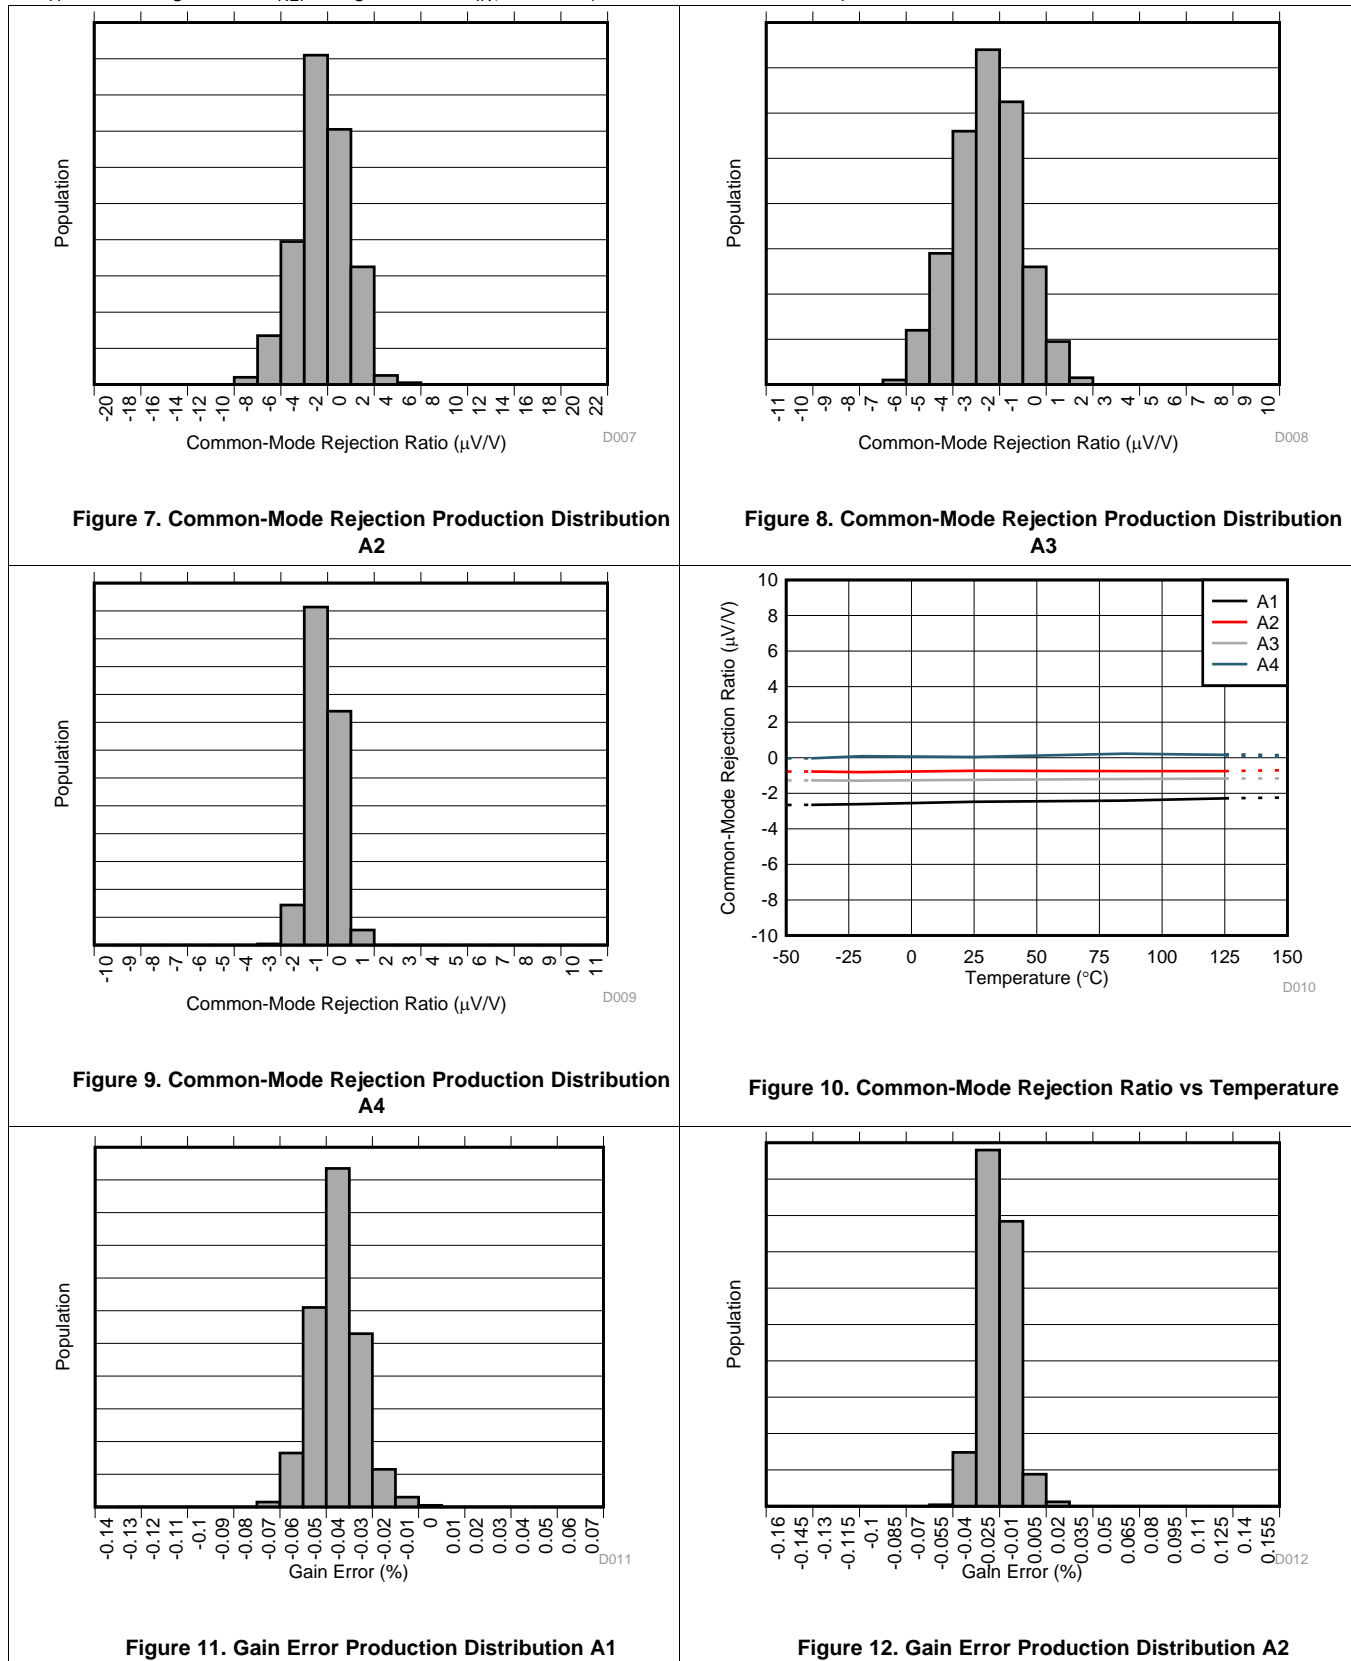 Population
-20 -18 -16 -14 -12 -10 -8 -6 -4 -2 0 2 4 6 8 10 12 14 16 18 20 22
Common-Mode Rejection Ratio (μV/V)
D007
Figure 7. Common-Mode Rejection Production Distribution
A2
Population
-11 -10 -9 -8 -7 -6 -5 -4 -3 -2 -1 0 1 2 3 4 5 6 7 8 9 10
Common-Mode Rejection Ratio (μV/V)
D008
Figure 8. Common-Mode Rejection Production Distribution
A3
Population
-10 -9 -8 -7 -6 -5 -4 -3 -2 -1 0 1 2 3 4 5 6 7 8 9 10 11
Common-Mode Rejection Ratio (μV/V)
D009
Figure 9. Common-Mode Rejection Production Distribution
A4
Common-Mode Rejection Ratio (μV/V)
10
8
6
4
2
0
-2
-4
-6
-8
-10
A1
A2
A3
A4
-50 -25 0 25 50 75 100 125 150
Temperature (°C)
D010
Figure 10. Common-Mode Rejection Ratio vs Temperature
Population
-0.14 -0.13 -0.12 -0.11 -0.1 -0.09 -0.08 -0.07 -0.06 -0.05 -0.04 -0.03 -0.02 -0.01 0 0.01 0.02 0.03 0.04 0.05 0.06 0.07
Gain Error (%)
D011
Figure 11. Gain Error Production Distribution A1
Population
-0.16 -0.145 -0.13 -0.115 -0.1 -0.085 -0.07 -0.055 -0.04 -0.025 -0.01 0.005 0.02 0.035 0.05 0.065 0.08 0.095 0.11 0.125 0.14 0.155
Gain Error (%)
D012
Figure 12. Gain Error Production Distribution A2